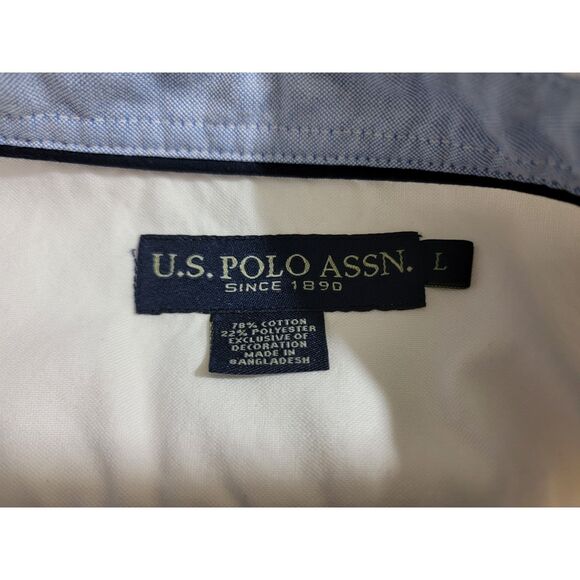 U.S. POLO ASSN.
L
SINCE 1890
78% COTTON
22% POLYESTER
EXCLUSIVE OF
DECORATION
MADE IN
BANGLADESH